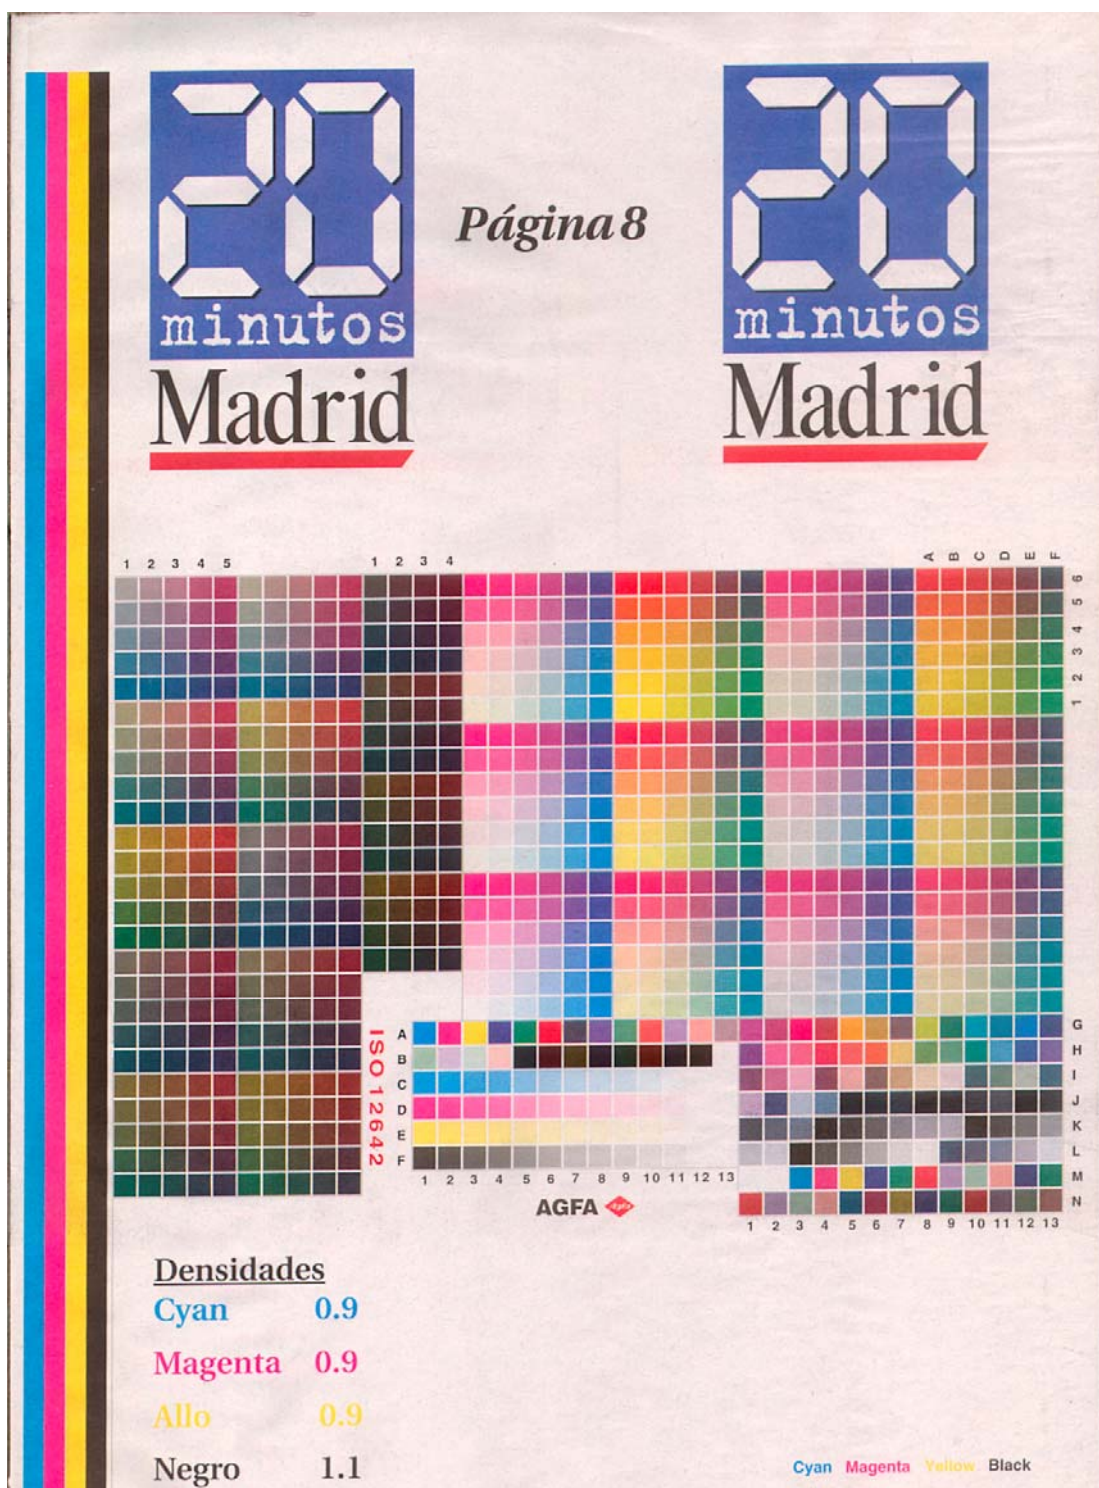 20 20
minutos minutos
Madrid Madrid
Página 8
1 2 3 4 5
1 2 3 4
A B C D E F
6
5
4
3
2
1
ISO 12642
A
B
C
D
E
F
1 2 3 4 5 6 7 8 9 10 11 12 13
AGFA Agfa
G
H
I
J
K
L
M
N
1 2 3 4 5 6 7 8 9 10 11 12 13
Densidades
Cyan 0.9
Magenta 0.9
Allo 0.9
Negro 1.1
Cyan Magenta Yellow Black